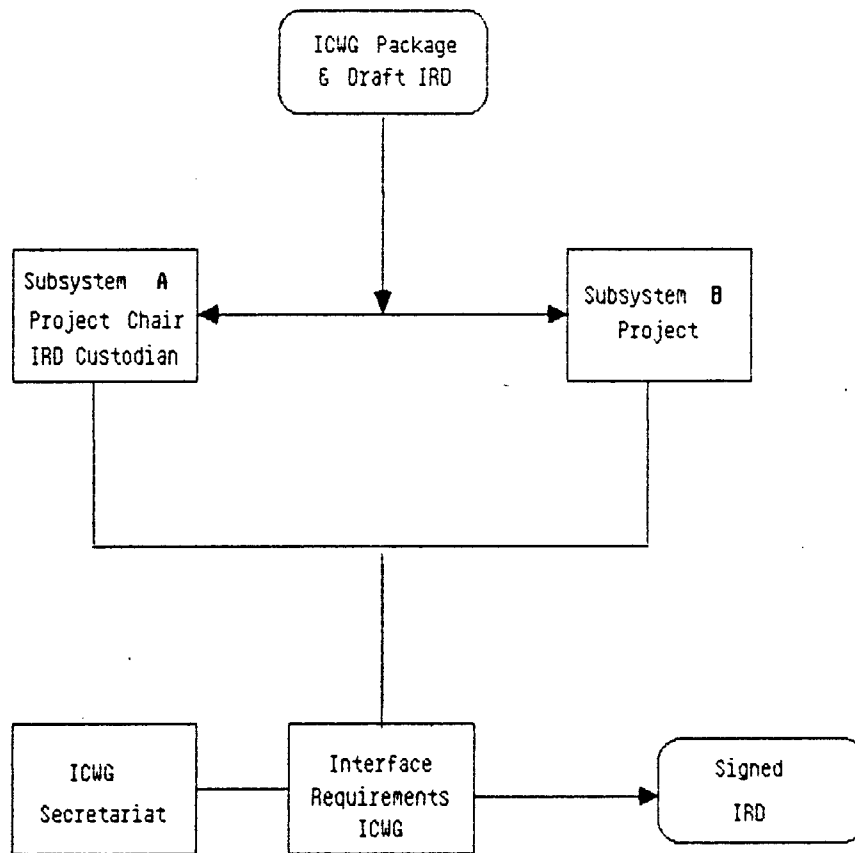 ICWG Package
& Draft IRD
Subsystem A
Project Chair
IRD Custodian
Subsystem B
Project
ICWG
Secretariat
Interface
Requirements
ICWG
Signed
IRD